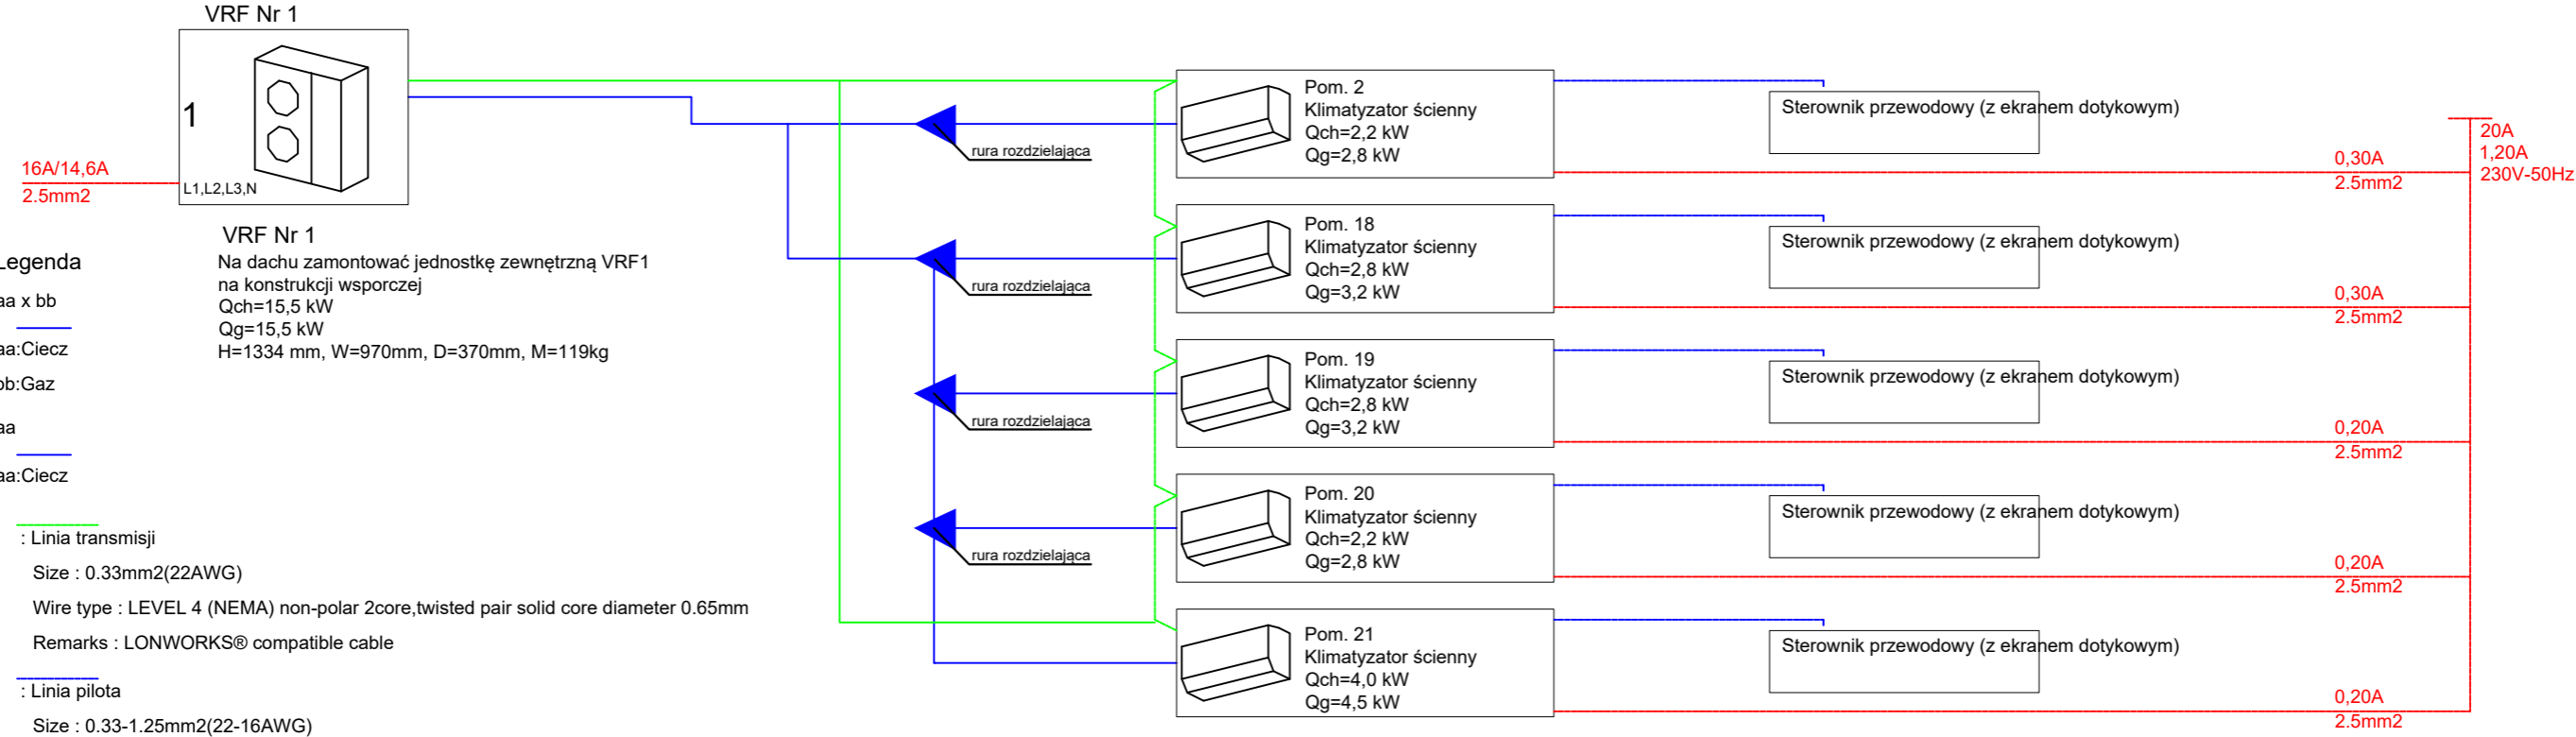 VRF Nr 1
1
L1,L2,L3,N
16A/14,6A
2.5mm2
VRF Nr 1
Na dachu zamontować jednostkę zewnętrzną VRF1
na konstrukcji wsporczej
Qch=15,5 kW
Qg=15,5 kW
H=1334 mm, W=970mm, D=370mm, M=119kg
Legenda
aa x bb
aa:Ciecz
bb:Gaz
aa
aa:Ciecz
: Linia transmisji
Size : 0.33mm2(22AWG)
Wire type : LEVEL 4 (NEMA) non-polar 2core,twisted pair solid core diameter 0.65mm
Remarks : LONWORKS® compatible cable
: Linia pilota
Size : 0.33-1.25mm2(22-16AWG)
rura rozdzielająca
Pom. 2
Klimatyzator ścienny
Qch=2,2 kW
Qg=2,8 kW
Sterownik przewodowy (z ekranem dotykowym)
0,30A
2.5mm2
20A
1,20A
230V-50Hz
rura rozdzielająca
Pom. 18
Klimatyzator ścienny
Qch=2,8 kW
Qg=3,2 kW
Sterownik przewodowy (z ekranem dotykowym)
0,30A
2.5mm2
rura rozdzielająca
Pom. 19
Klimatyzator ścienny
Qch=2,8 kW
Qg=3,2 kW
Sterownik przewodowy (z ekranem dotykowym)
0,20A
2.5mm2
rura rozdzielająca
Pom. 20
Klimatyzator ścienny
Qch=2,2 kW
Qg=2,8 kW
Sterownik przewodowy (z ekranem dotykowym)
0,20A
2.5mm2
Pom. 21
Klimatyzator ścienny
Qch=4,0 kW
Qg=4,5 kW
Sterownik przewodowy (z ekranem dotykowym)
0,20A
2.5mm2